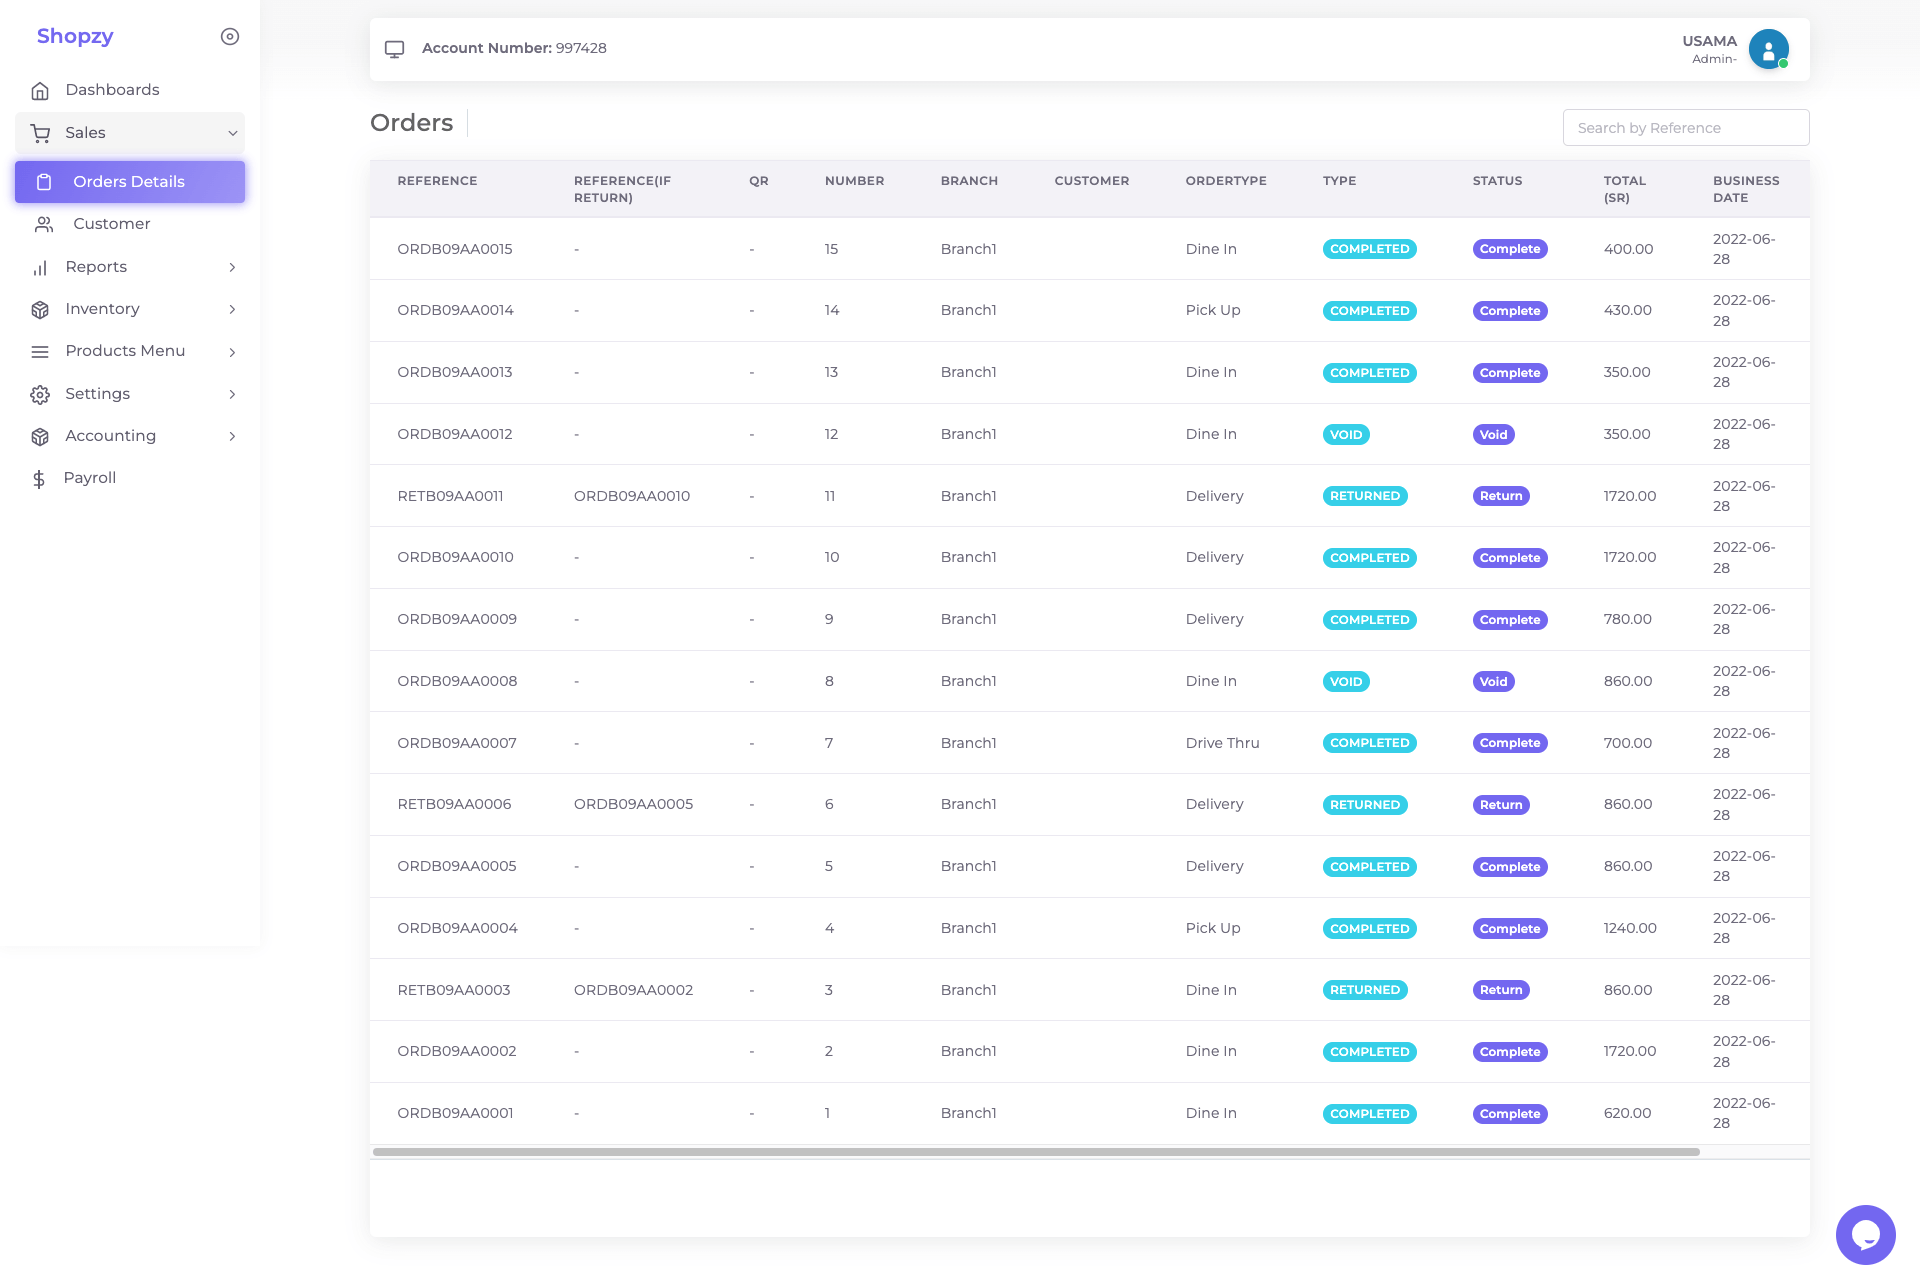 Shopzy
Dashboards
Sales
Orders Details
Customer
Reports
Inventory
Products Menu
Settings
Accounting
Payroll
Account Number: 997428
USAMA
Admin-
Orders
Search by Reference
REFERENCE REFERENCE(IF RETURN) QR NUMBER BRANCH CUSTOMER ORDERTYPE TYPE STATUS TOTAL (SR) BUSINESS DATE
ORDB09AA0015 - - 15 Branch1 Dine In COMPLETED Complete 400.00 2022-06-28
ORDB09AA0014 - - 14 Branch1 Pick Up COMPLETED Complete 430.00 2022-06-28
ORDB09AA0013 - - 13 Branch1 Dine In COMPLETED Complete 350.00 2022-06-28
ORDB09AA0012 - - 12 Branch1 Dine In VOID Void 350.00 2022-06-28
RETB09AA0011 ORDB09AA0010 - 11 Branch1 Delivery RETURNED Return 1720.00 2022-06-28
ORDB09AA0010 - - 10 Branch1 Delivery COMPLETED Complete 1720.00 2022-06-28
ORDB09AA0009 - - 9 Branch1 Delivery COMPLETED Complete 780.00 2022-06-28
ORDB09AA0008 - - 8 Branch1 Dine In VOID Void 860.00 2022-06-28
ORDB09AA0007 - - 7 Branch1 Drive Thru COMPLETED Complete 700.00 2022-06-28
RETB09AA0006 ORDB09AA0005 - 6 Branch1 Delivery RETURNED Return 860.00 2022-06-28
ORDB09AA0005 - - 5 Branch1 Delivery COMPLETED Complete 860.00 2022-06-28
ORDB09AA0004 - - 4 Branch1 Pick Up COMPLETED Complete 1240.00 2022-06-28
RETB09AA0003 ORDB09AA0002 - 3 Branch1 Dine In RETURNED Return 860.00 2022-06-28
ORDB09AA0002 - - 2 Branch1 Dine In COMPLETED Complete 1720.00 2022-06-28
ORDB09AA0001 - - 1 Branch1 Dine In COMPLETED Complete 620.00 2022-06-28